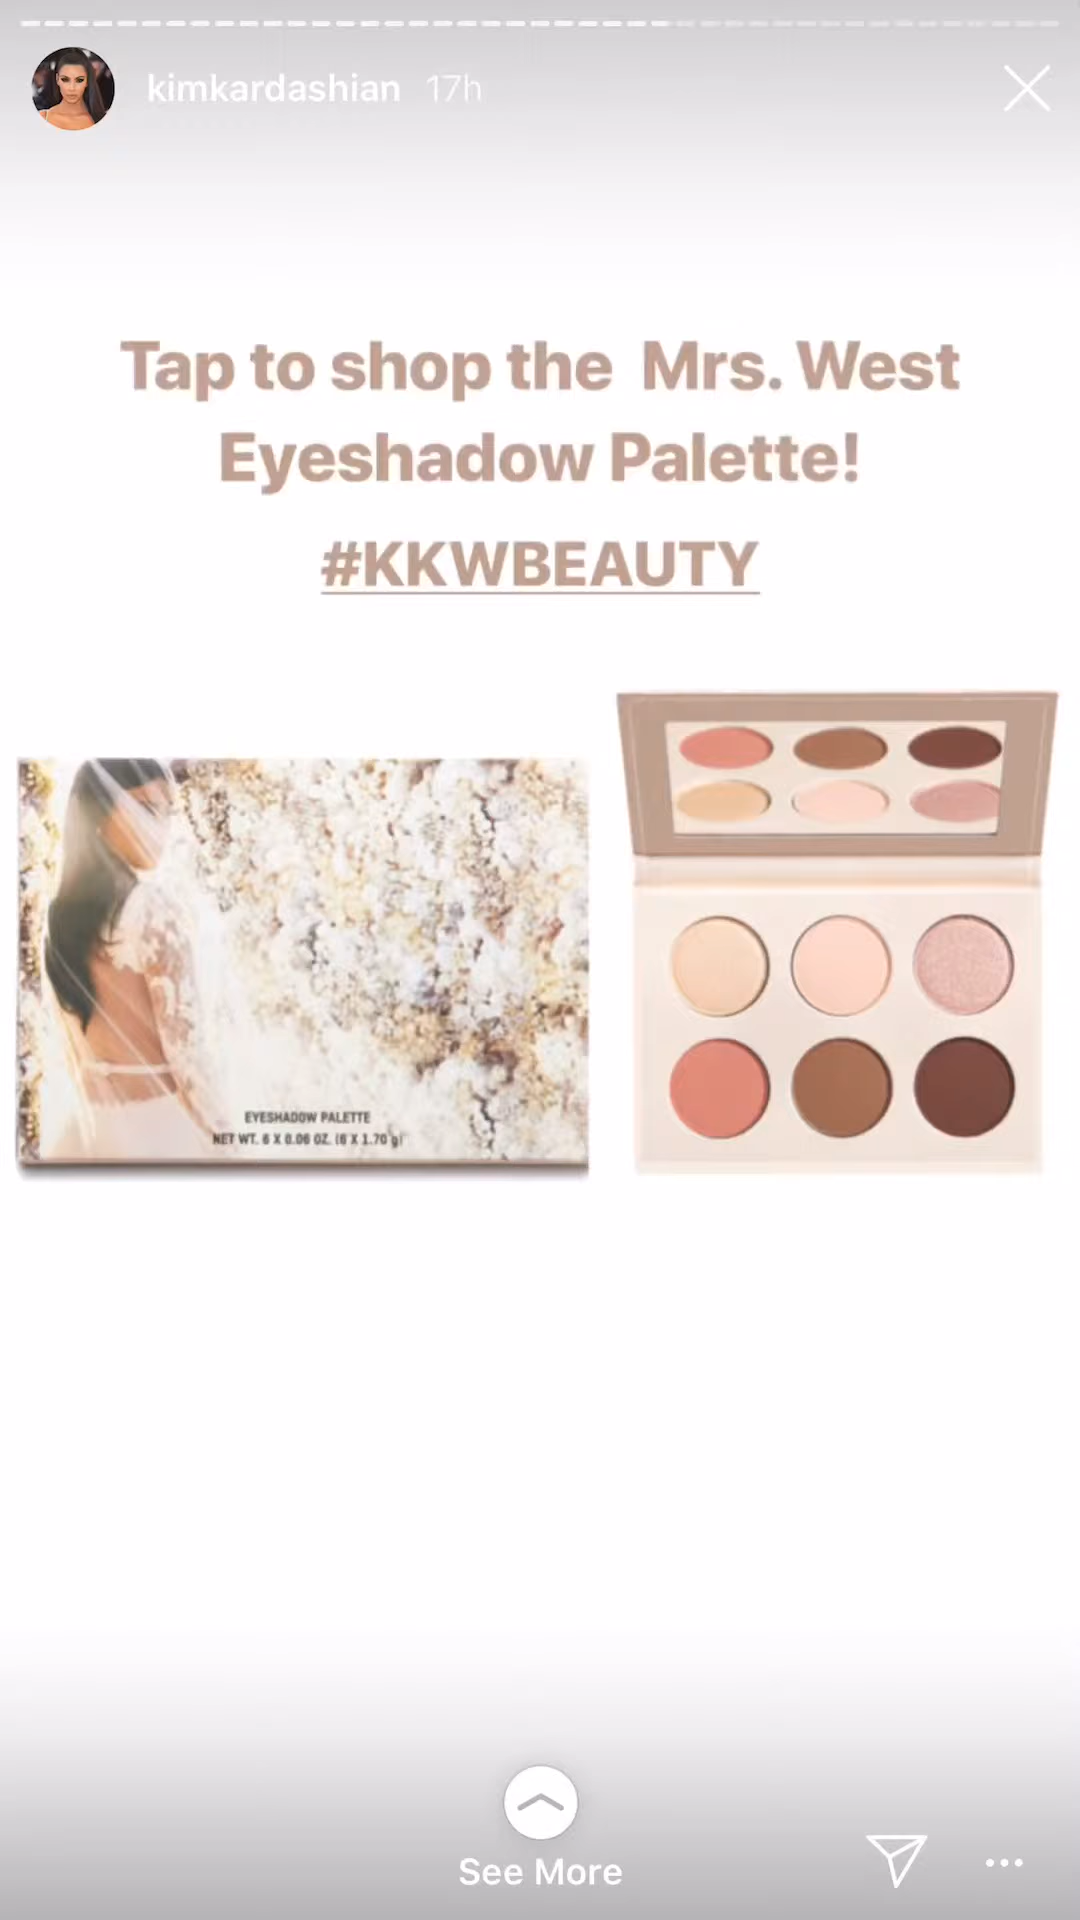 kimkardashian 17h
Tap to shop the Mrs. West
Eyeshadow Palette!
#KKWBEAUTY
EYESHADOW PALETTE
NET WT. 6 X 0.06 OZ. (6 X 1.70 g)
See More